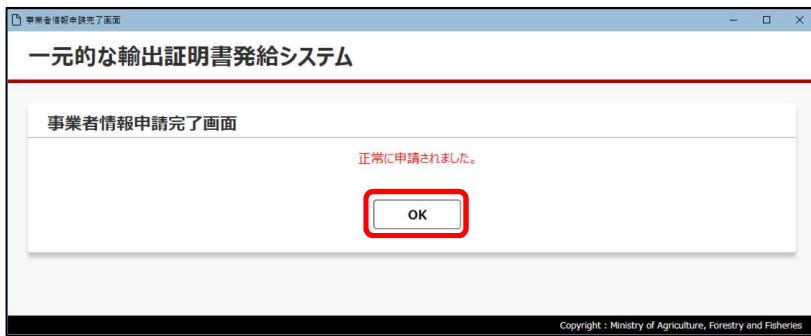 事業者情報申請完了画面
一元的な輸出証明書発給システム
事業者情報申請完了画面
正常に申請されました。
OK
Copyright : Ministry of Agriculture, Forestry and Fisheries